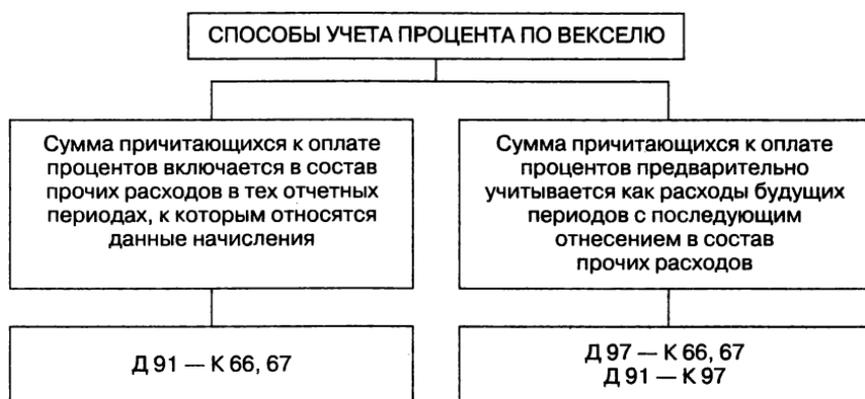 СПОСОБЫ УЧЕТА ПРОЦЕНТА ПО ВЕКСЕЛЮ
Сумма причитающихся к оплате
процентов включается в состав
прочих расходов в тех отчетных
периодах, к которым относятся
данные начисления
Д 91 — К 66, 67
Сумма причитающихся к оплате
процентов предварительно
учитывается как расходы будущих
периодов с последующим
отнесением в состав
прочих расходов
Д 97 — К 66, 67
Д 91 — К 97